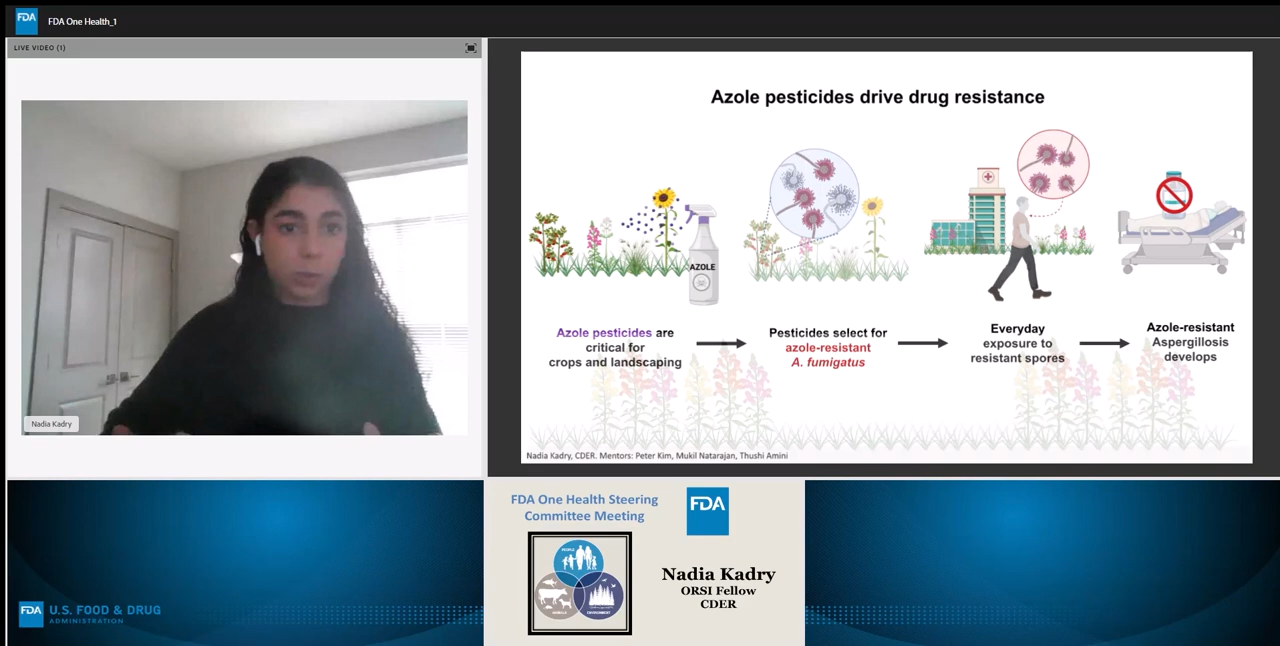 FDA
FDA One Health_1
LIVE VIDEO (1)
Nadia Kadry
Azole pesticides drive drug resistance
AZOLE
Azole pesticides are
critical for
crops and landscaping
Pesticides select for
azole-resistant
A. fumigatus
Everyday
exposure to
resistant spores
Azole-resistant
Aspergillosis
develops
Nadia Kadry, CDER. Mentors: Peter Kim, Mukil Natarajan, Thushi Amini
FDA One Health Steering
Committee Meeting
FDA
PEOPLE
ANIMALS
ENVIRONMENT
Nadia Kadry
ORSI Fellow
CDER
FDA
U.S. FOOD & DRUG
ADMINISTRATION